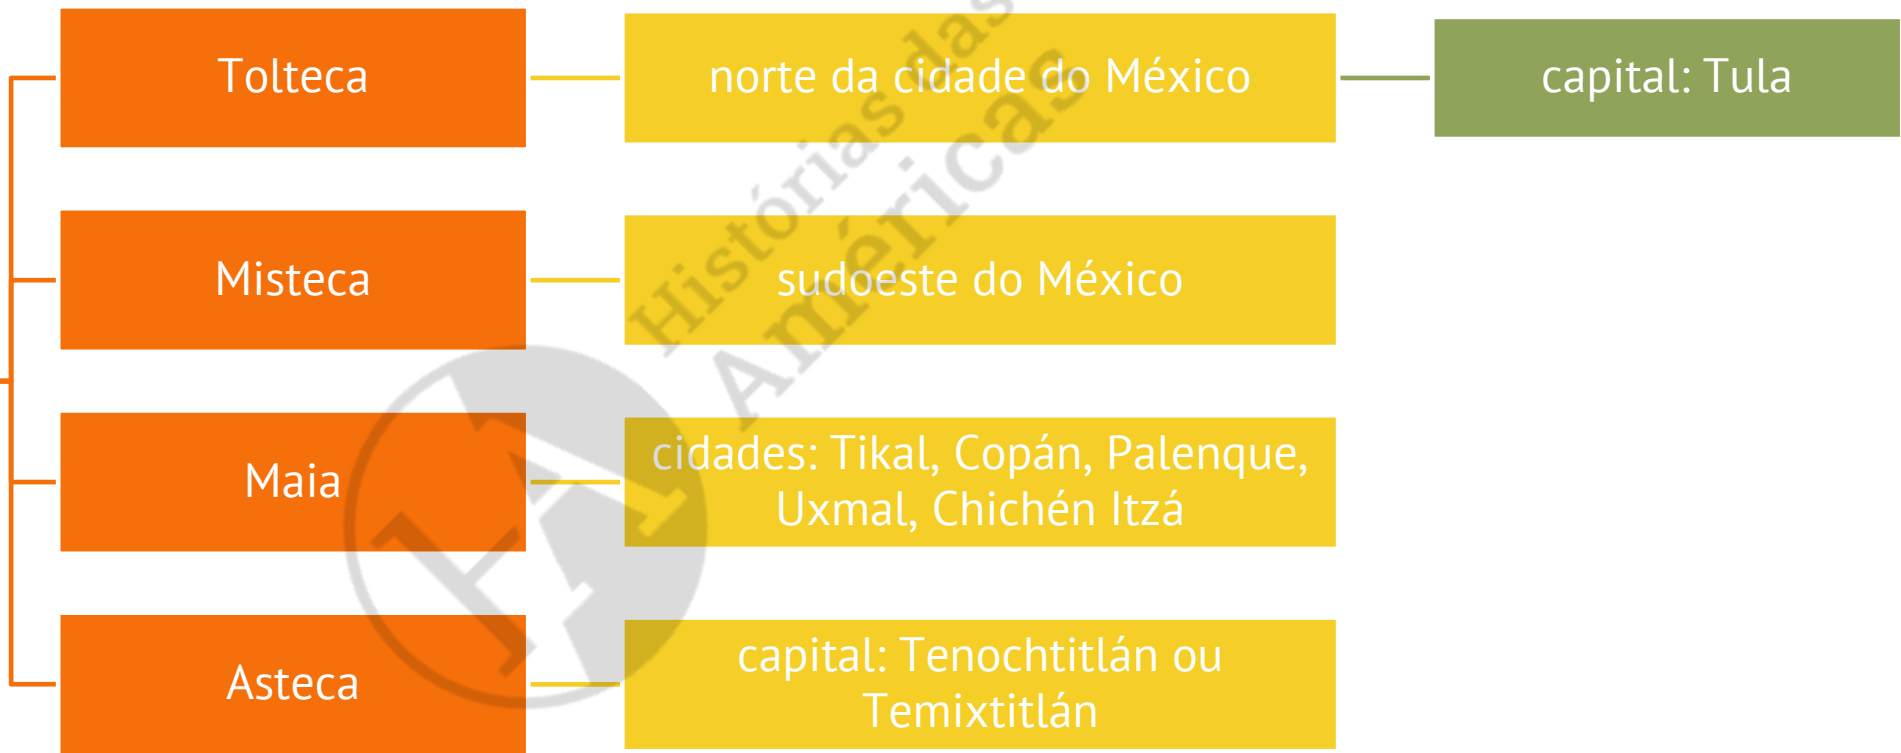 Tolteca
norte da cidade do México
capital: Tula
Misteca
sudoeste do México
Maia
cidades: Tikal, Copán, Palenque,
Uxmal, Chichén Itzá
Asteca
capital: Tenochtitlán ou
Temixtitlán
Histórias das
Américas